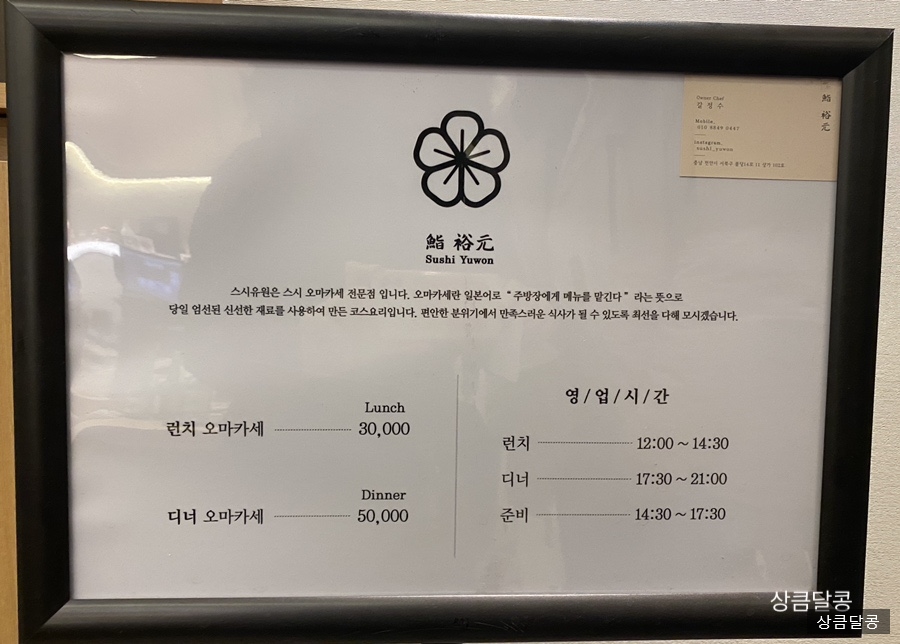 鮨 裕元
Owner Chef
Mobile.
instagram.
sushi_yuwon
鮨 裕元
Sushi Yuwon
스시유원은 스시 오마카세 전문점 입니다. 오마카세란 일본어로 “ 주방장에게 메뉴를 맡긴다 ” 라는 뜻으로
당일 엄선된 신선한 재료를 사용하여 만든 코스요리입니다. 편안한 분위기에서 만족스러운 식사가 될 수 있도록 최선을 다해 모시겠습니다.
Lunch
런치 오마카세 30,000
Dinner
디너 오마카세 50,000
영/업/시/간
런치 12:00 ~ 14:30
디너 17:30 ~ 21:00
준비 14:30 ~ 17:30
상큼달콩
상큼달콩